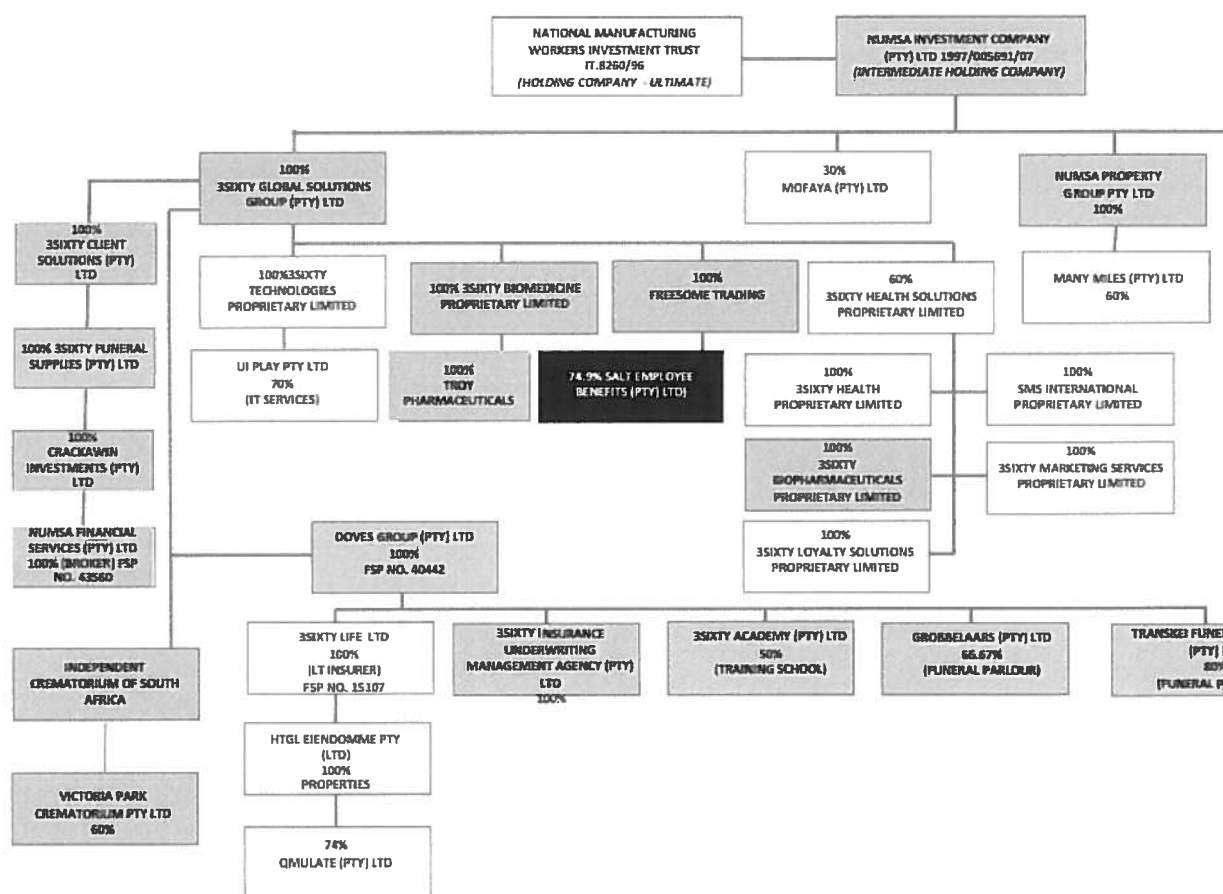 NATIONAL MANUFACTURING
WORKERS INVESTMENT TRUST
IT.8260/96
(HOLDING COMPANY - ULTIMATE)
NUMSA INVESTMENT COMPANY
(PTY) LTD 1997/005691/07
(INTERMEDIATE HOLDING COMPANY)
100%
3SIXTY GLOBAL SOLUTIONS
GROUP (PTY) LTD
30%
MOFAYA (PTY) LTD
NUMSA PROPERTY
GROUP PTY LTD
100%
100%
3SIXTY CLIENT
SOLUTIONS (PTY)
LTD
100%3SIXTY
TECHNOLOGIES
PROPRIETARY LIMITED
100% 3SIXTY BIOMEDICINE
PROPRIETARY LIMITED
100%
FREESOME TRADING
60%
3SIXTY HEALTH SOLUTIONS
PROPRIETARY LIMITED
MANY MILES (PTY) LTD
60%
100% 3SIXTY FUNERAL
SUPPLIES (PTY) LTD
UI PLAY PTY LTD
70%
(IT SERVICES)
100%
TROY
PHARMACEUTICALS
74.9% SALT EMPLOYEE
BENEFITS (PTY) LTD)
100%
3SIXTY HEALTH
PROPRIETARY LIMITED
100%
SMS INTERNATIONAL
PROPRIETARY LIMITED
100%
CRACKAWIN
INVESTMENTS (PTY)
LTD
100%
3SIXTY
BIOPHARMACEUTICALS
PROPRIETARY LIMITED
100%
3SIXTY MARKETING SERVICES
PROPRIETARY LIMITED
NUMSA FINANCIAL
SERVICES (PTY) LTD
100% (BROKER) FSP
NO. 43560
DOVES GROUP (PTY) LTD
100%
FSP NO. 40442
100%
3SIXTY LOYALTY SOLUTIONS
PROPRIETARY LIMITED
INDEPENDENT
CREMATORIUM OF SOUTH
AFRICA
3SIXTY LIFE LTD
100%
(LT INSURER)
FSP NO. 15107
3SIXTY INSURANCE
UNDERWRITING
MANAGEMENT AGENCY (PTY)
LTD
100%
3SIXTY ACADEMY (PTY) LTD
50%
(TRAINING SCHOOL)
GROBBELAARS (PTY) LTD
66.67%
(FUNERAL PARLOUR)
TRANSKEI FUNE
(PTY)
80%
(FUNERAL P
HTGL EIENDOMME PTY
(LTD)
100%
PROPERTIES
VICTORIA PARK
CREMATORIUM PTY LTD
60%
74%
QMULATE (PTY) LTD